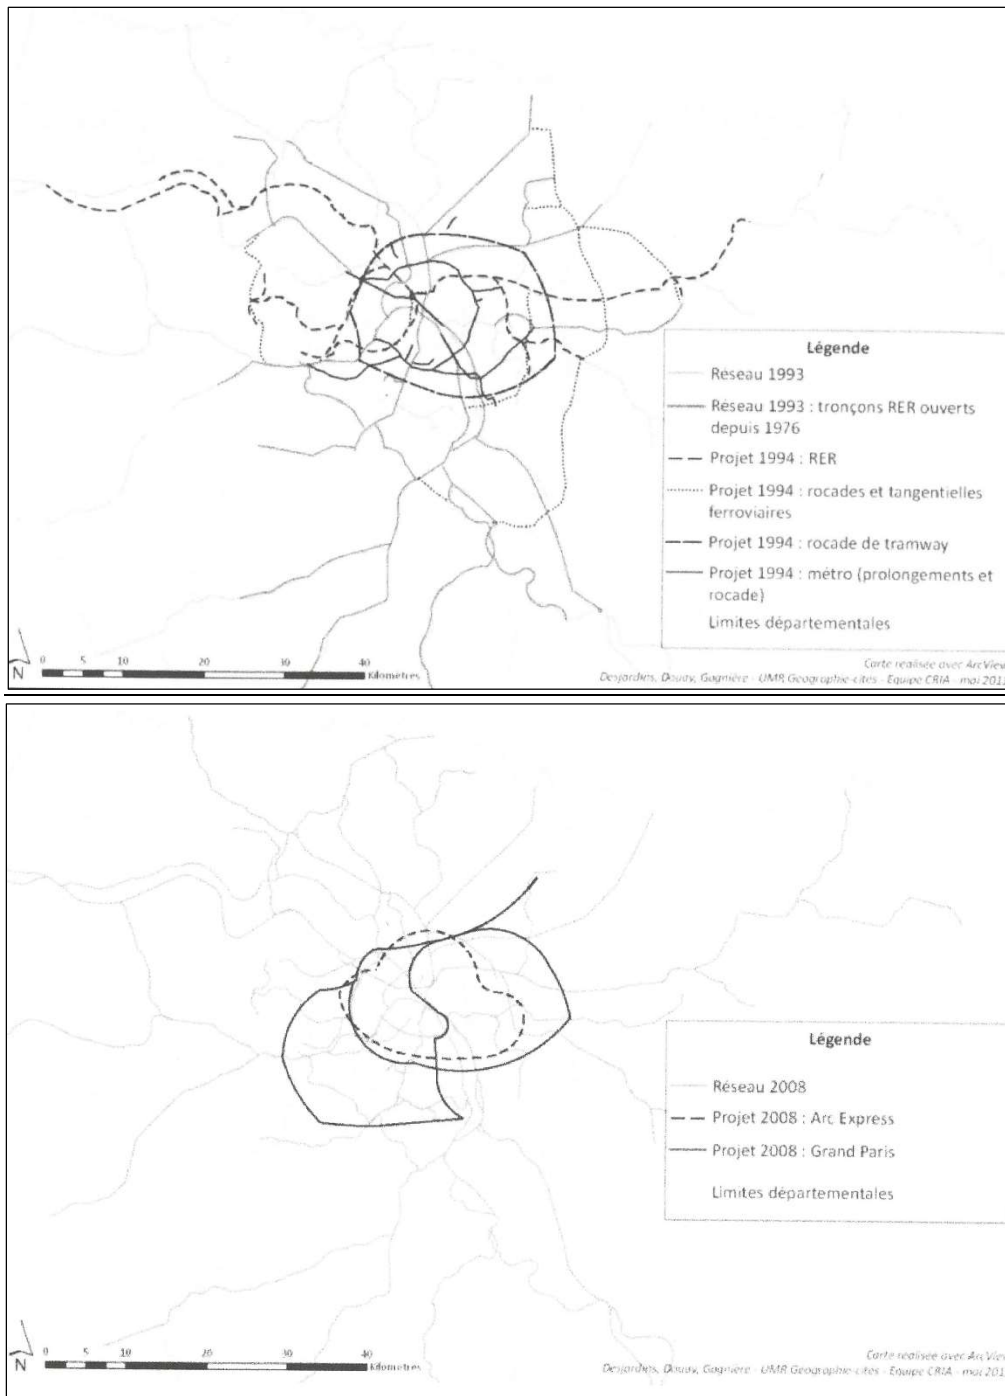 Légende
Réseau 1993
Réseau 1993 : tronçons RER ouverts
depuis 1976
Projet 1994 : RER
Projet 1994 : rocades et tangentielles
ferroviaires
Projet 1994 : rocade de tramway
Projet 1994 : métro (prolongements et
rocade)
Limites départementales
N
0 5 10 20 30 40
Kilomètres
Carte réalisée avec ArcView
Desjardins, Douay, Gagnière - UMR Géographie-cités - Equipe CRIA - mai 201
Légende
Réseau 2008
Projet 2008 : Arc Express
Projet 2008 : Grand Paris
Limites départementales
N
0 5 10 20 30 40
Kilomètres
Carte réalisée avec ArcView
Desjardins, Douay, Gagnière - UMR Géographie-cités - Equipe CRIA - mai 201